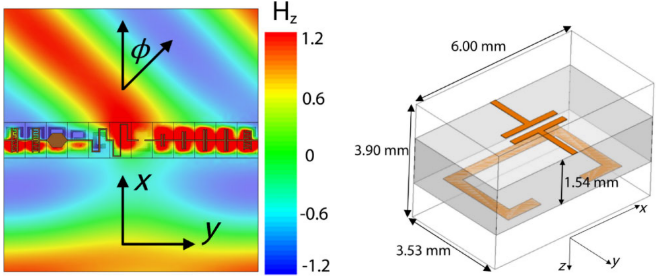 H_z
ϕ
1.2
0.6
0
-0.6
-1.2
x
y
6.00 mm
3.90 mm
1.54 mm
3.53 mm
x
z
y